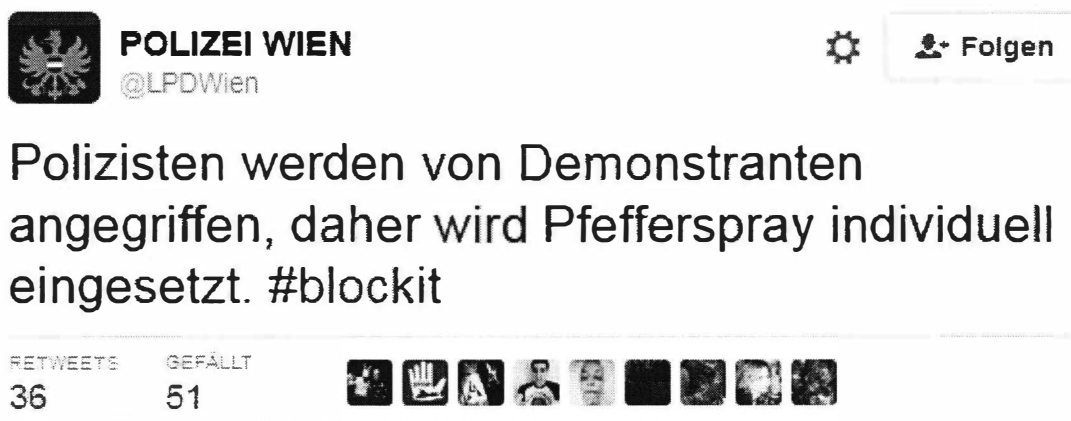 POLIZEI WIEN
@LPDWien
Folgen
Polizisten werden von Demonstranten
angegriffen, daher wird Pfefferspray individuell
eingesetzt. #blockit
RETWEETS GEFÄLLT
36 51